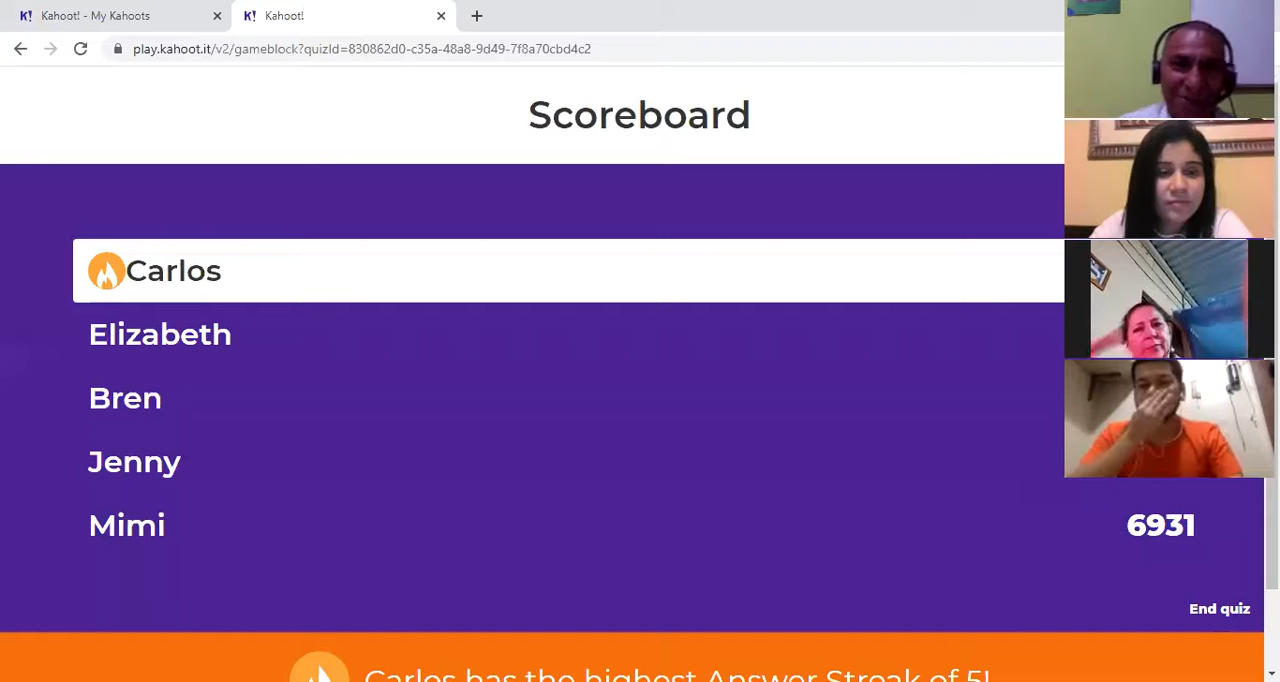 Kahoot! - My Kahoots
Kahoot!
play.kahoot.it/v2/gameblock?quizId=830862d0-c35a-48a8-9d49-7f8a70cbd4c2
Scoreboard
Carlos
Elizabeth
Bren
Jenny
Mimi 6931
End quiz
Carlos has the highest Answer Streak of 5!